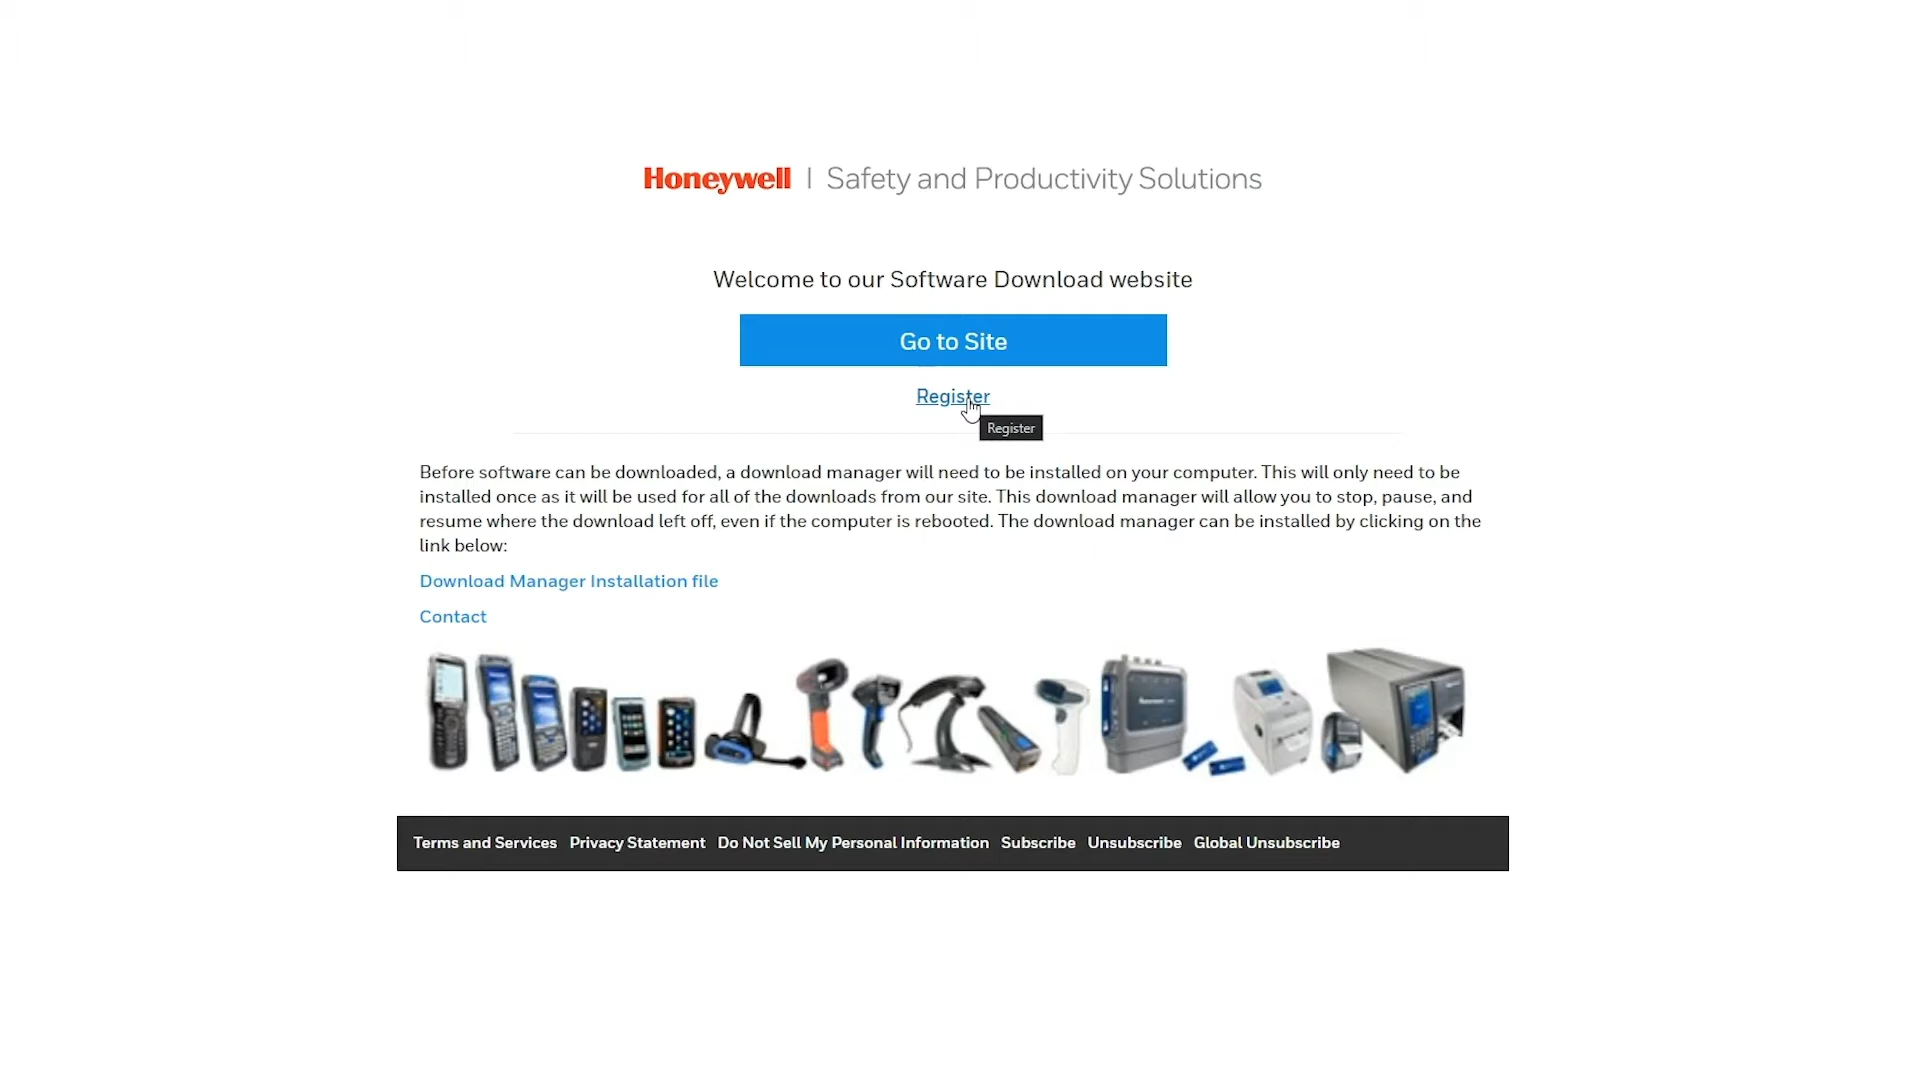 Honeywell | Safety and Productivity Solutions
Welcome to our Software Download website
Go to Site
Register
Register
Before software can be downloaded, a download manager will need to be installed on your computer. This will only need to be
installed once as it will be used for all of the downloads from our site. This download manager will allow you to stop, pause, and
resume where the download left off, even if the computer is rebooted. The download manager can be installed by clicking on the
link below:
Download Manager Installation file
Contact
Terms and Services Privacy Statement Do Not Sell My Personal Information Subscribe Unsubscribe Global Unsubscribe